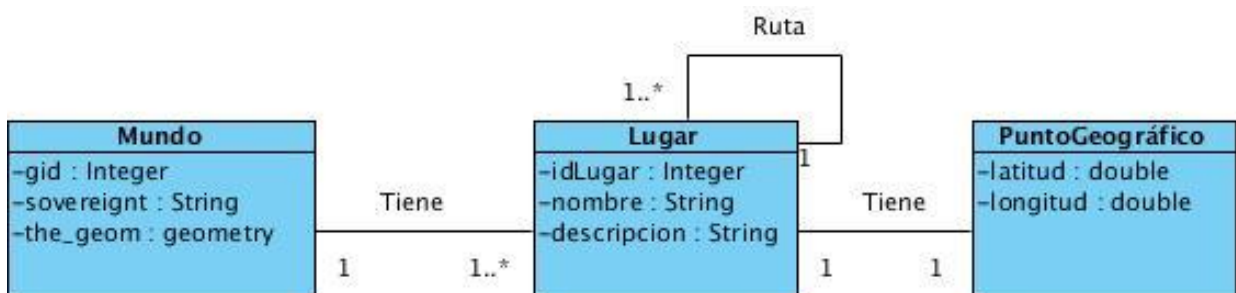 Ruta
1..*
1
Mundo
-gid : Integer
-sovereignt : String
-the_geom : geometry
Tiene
1
1..*
Lugar
-idLugar : Integer
-nombre : String
-descripcion : String
Tiene
1
1
PuntoGeográfico
-latitud : double
-longitud : double